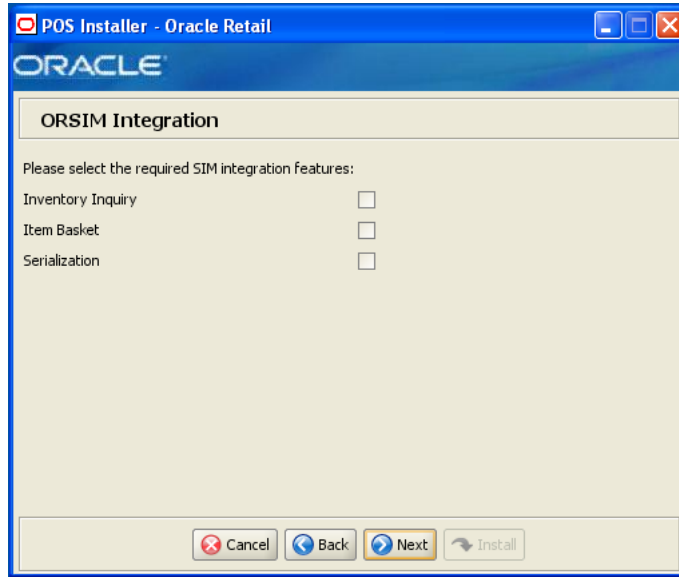 POS Installer - Oracle Retail
ORACLE
ORSIM Integration
Please select the required SIM integration features:
Inventory Inquiry
Item Basket
Serialization
Cancel Back Next Install